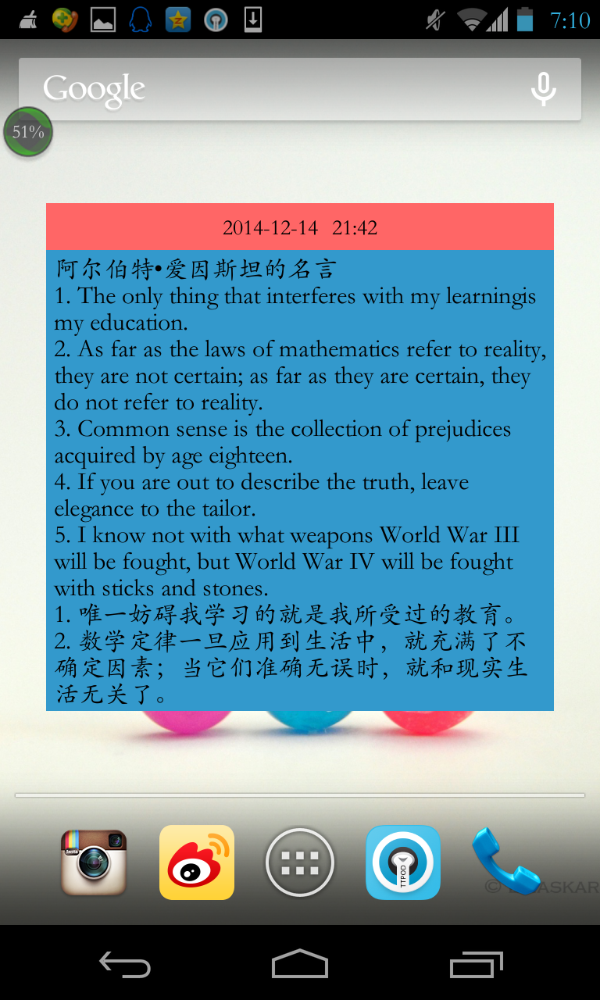 7:10
Google
51%
2014-12-14 21:42
阿尔伯特•爱因斯坦的名言
1. The only thing that interferes with my learningis
my education.
2. As far as the laws of mathematics refer to reality,
they are not certain; as far as they are certain, they
do not refer to reality.
3. Common sense is the collection of prejudices
acquired by age eighteen.
4. If you are out to describe the truth, leave
elegance to the tailor.
5. I know not with what weapons World War III
will be fought, but World War IV will be fought
with sticks and stones.
1. 唯一妨碍我学习的就是我所受过的教育。
2. 数学定律一旦应用到生活中，就充满了不
确定因素；当它们准确无误时，就和现实生
活无关了。
Insta
TTPOD